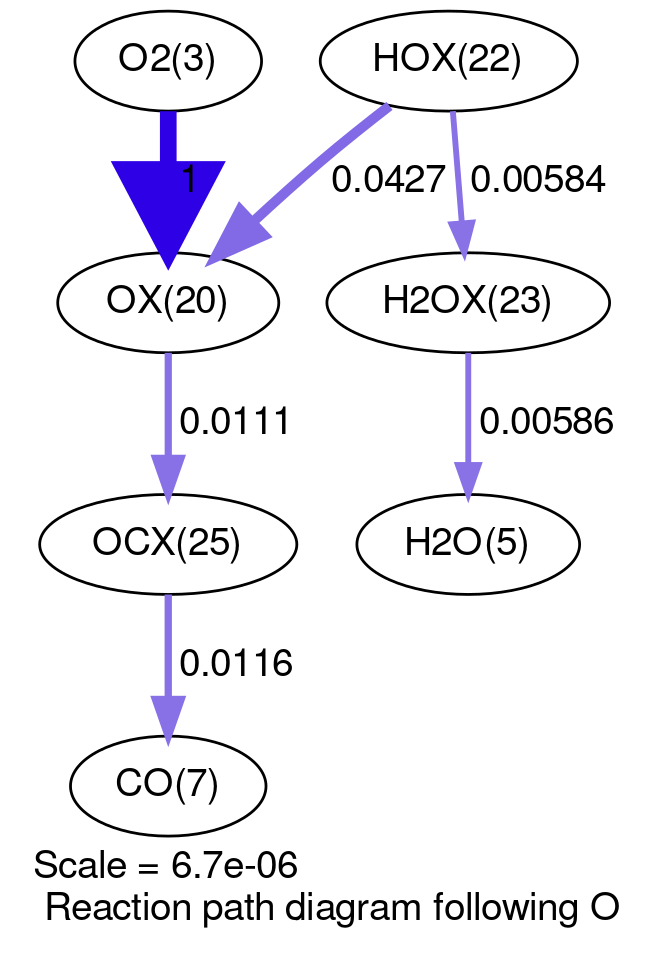 O2(3)
HOX(22)
1
0.0427
0.00584
OX(20)
H2OX(23)
0.0111
0.00586
OCX(25)
H2O(5)
0.0116
CO(7)
Scale = 6.7e-06
Reaction path diagram following O